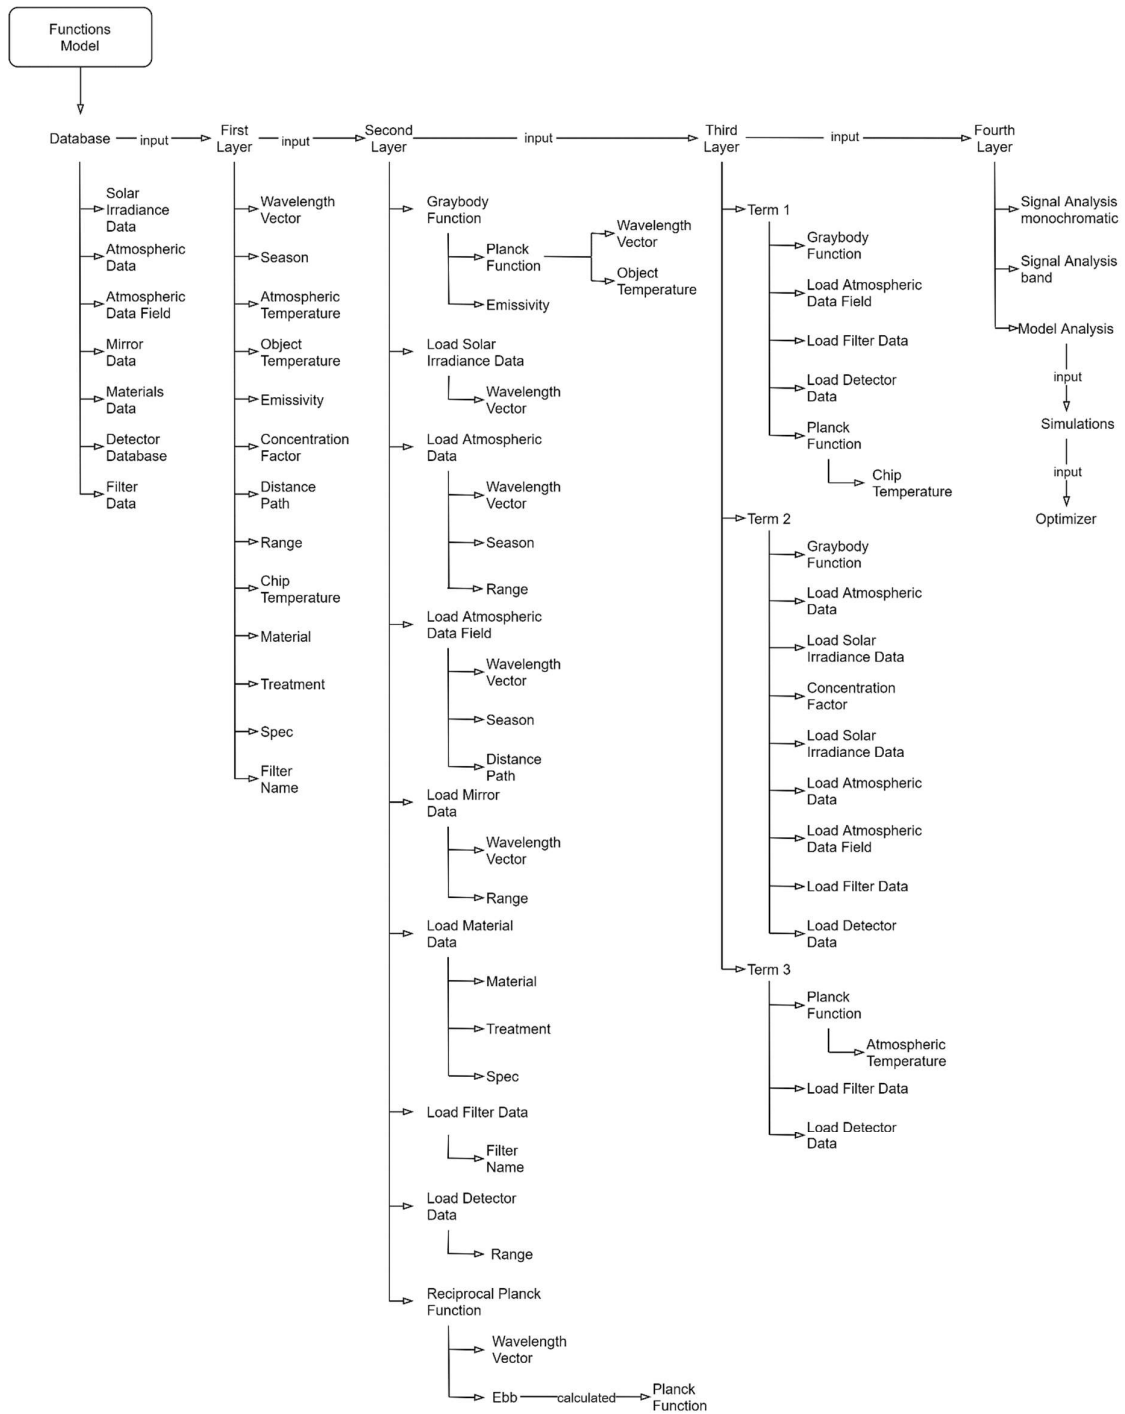 Functions
Model
Database
input
First
Layer
input
Second
Layer
input
Third
Layer
input
Fourth
Layer
Solar
Irradiance
Data
Atmospheric
Data
Atmospheric
Data Field
Mirror
Data
Materials
Data
Detector
Database
Filter
Data
Wavelength
Vector
Season
Atmospheric
Temperature
Object
Temperature
Emissivity
Concentration
Factor
Distance
Path
Range
Chip
Temperature
Material
Treatment
Spec
Filter
Name
Graybody
Function
Planck
Function
Wavelength
Vector
Object
Temperature
Emissivity
Load Solar
Irradiance Data
Wavelength
Vector
Load Atmospheric
Data
Wavelength
Vector
Season
Range
Load Atmospheric
Data Field
Wavelength
Vector
Season
Distance
Path
Load Mirror
Data
Wavelength
Vector
Range
Load Material
Data
Material
Treatment
Spec
Load Filter Data
Filter
Name
Load Detector
Data
Range
Reciprocal Planck
Function
Wavelength
Vector
Ebb
calculated
Planck
Function
Term 1
Graybody
Function
Load Atmospheric
Data Field
Load Filter Data
Load Detector
Data
Planck
Function
Chip
Temperature
Term 2
Graybody
Function
Load Atmospheric
Data
Load Solar
Irradiance Data
Concentration
Factor
Load Solar
Irradiance Data
Load Atmospheric
Data
Load Atmospheric
Data Field
Load Filter Data
Load Detector
Data
Term 3
Planck
Function
Atmospheric
Temperature
Load Filter Data
Load Detector
Data
Signal Analysis
monochromatic
Signal Analysis
band
Model Analysis
input
Simulations
input
Optimizer